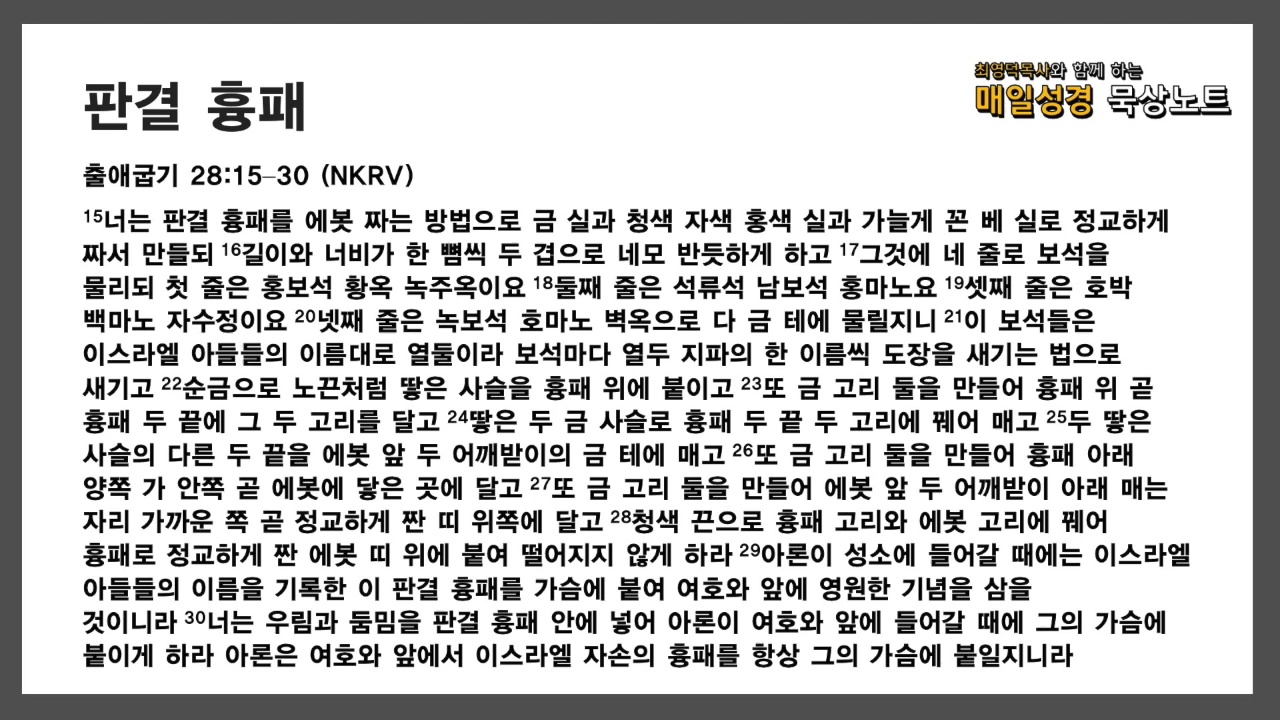 판결 흉패
최영덕목사와 함께 하는
매일성경 묵상노트
출애굽기 28:15–30 (NKRV)
15너는 판결 흉패를 에봇 짜는 방법으로 금 실과 청색 자색 홍색 실과 가늘게 꼰 베 실로 정교하게
짜서 만들되 16길이와 너비가 한 뼘씩 두 겹으로 네모 반듯하게 하고 17그것에 네 줄로 보석을
물리되 첫 줄은 홍보석 황옥 녹주옥이요 18둘째 줄은 석류석 남보석 홍마노요 19셋째 줄은 호박
백마노 자수정이요 20넷째 줄은 녹보석 호마노 벽옥으로 다 금 테에 물릴지니 21이 보석들은
이스라엘 아들들의 이름대로 열둘이라 보석마다 열두 지파의 한 이름씩 도장을 새기는 법으로
새기고 22순금으로 노끈처럼 땋은 사슬을 흉패 위에 붙이고 23또 금 고리 둘을 만들어 흉패 위 곧
흉패 두 끝에 그 두 고리를 달고 24땋은 두 금 사슬로 흉패 두 끝 두 고리에 꿰어 매고 25두 땋은
사슬의 다른 두 끝을 에봇 앞 두 어깨받이의 금 테에 매고 26또 금 고리 둘을 만들어 흉패 아래
양쪽 가 안쪽 곧 에봇에 닿은 곳에 달고 27또 금 고리 둘을 만들어 에봇 앞 두 어깨받이 아래 매는
자리 가까운 쪽 곧 정교하게 짠 띠 위쪽에 달고 28청색 끈으로 흉패 고리와 에봇 고리에 꿰어
흉패로 정교하게 짠 에봇 띠 위에 붙여 떨어지지 않게 하라 29아론이 성소에 들어갈 때에는 이스라엘
아들들의 이름을 기록한 이 판결 흉패를 가슴에 붙여 여호와 앞에 영원한 기념을 삼을
것이니라 30너는 우림과 둠밈을 판결 흉패 안에 넣어 아론이 여호와 앞에 들어갈 때에 그의 가슴에
붙이게 하라 아론은 여호와 앞에서 이스라엘 자손의 흉패를 항상 그의 가슴에 붙일지니라